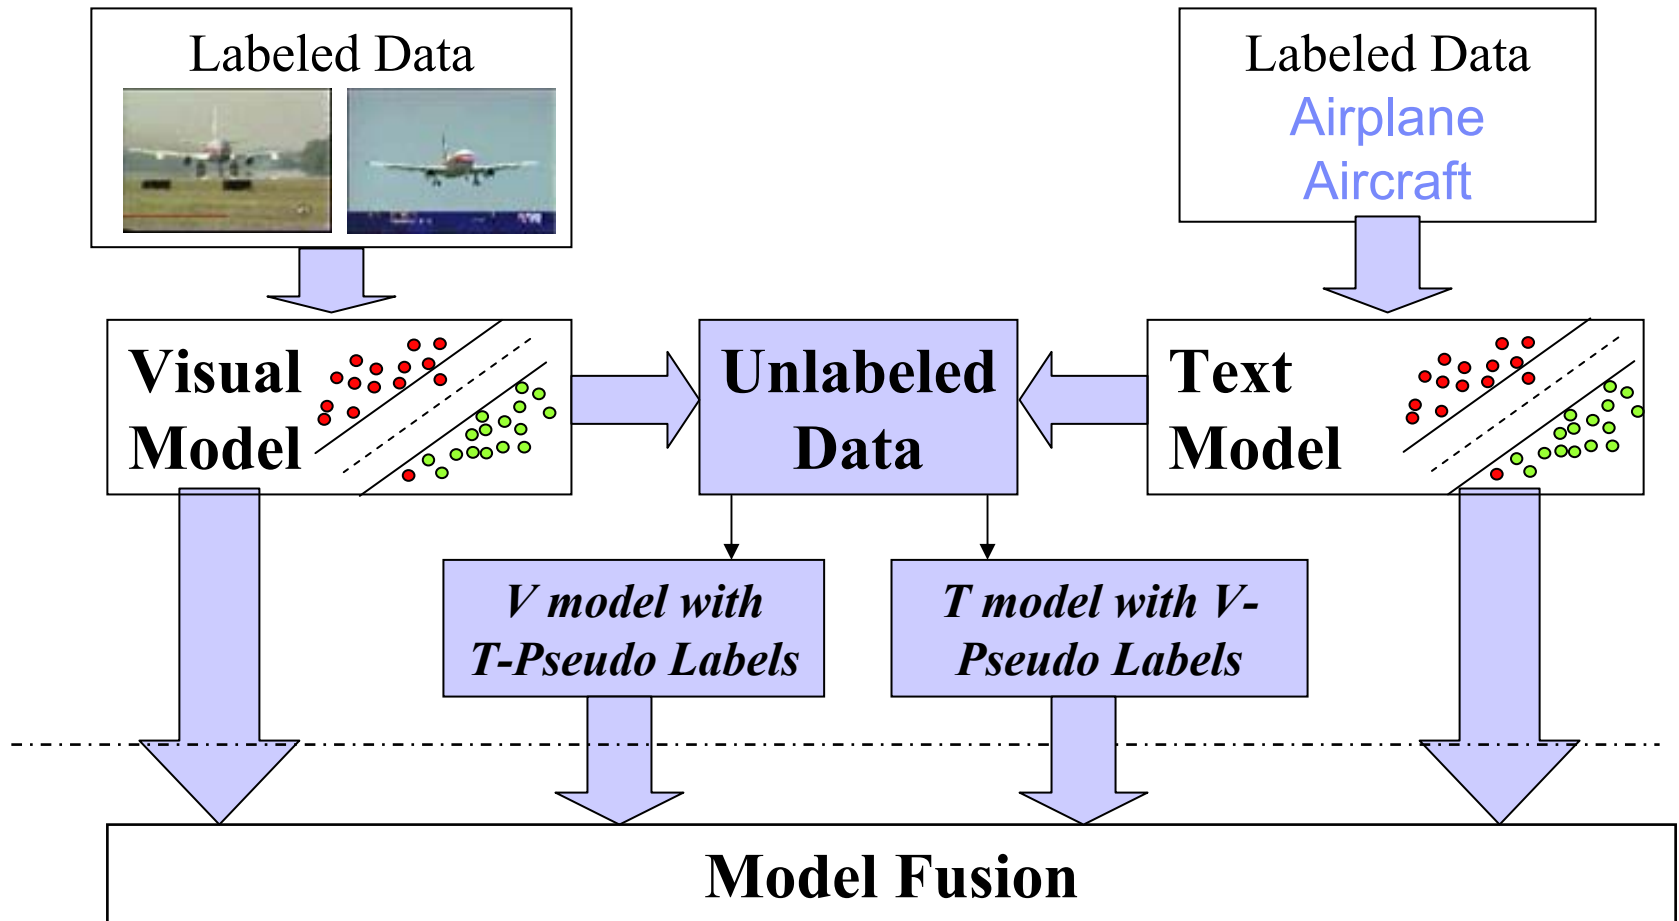 Labeled Data
Labeled Data
Airplane
Aircraft
Visual
Model
Unlabeled
Data
Text
Model
V model with
T-Pseudo Labels
T model with V-
Pseudo Labels
Model Fusion